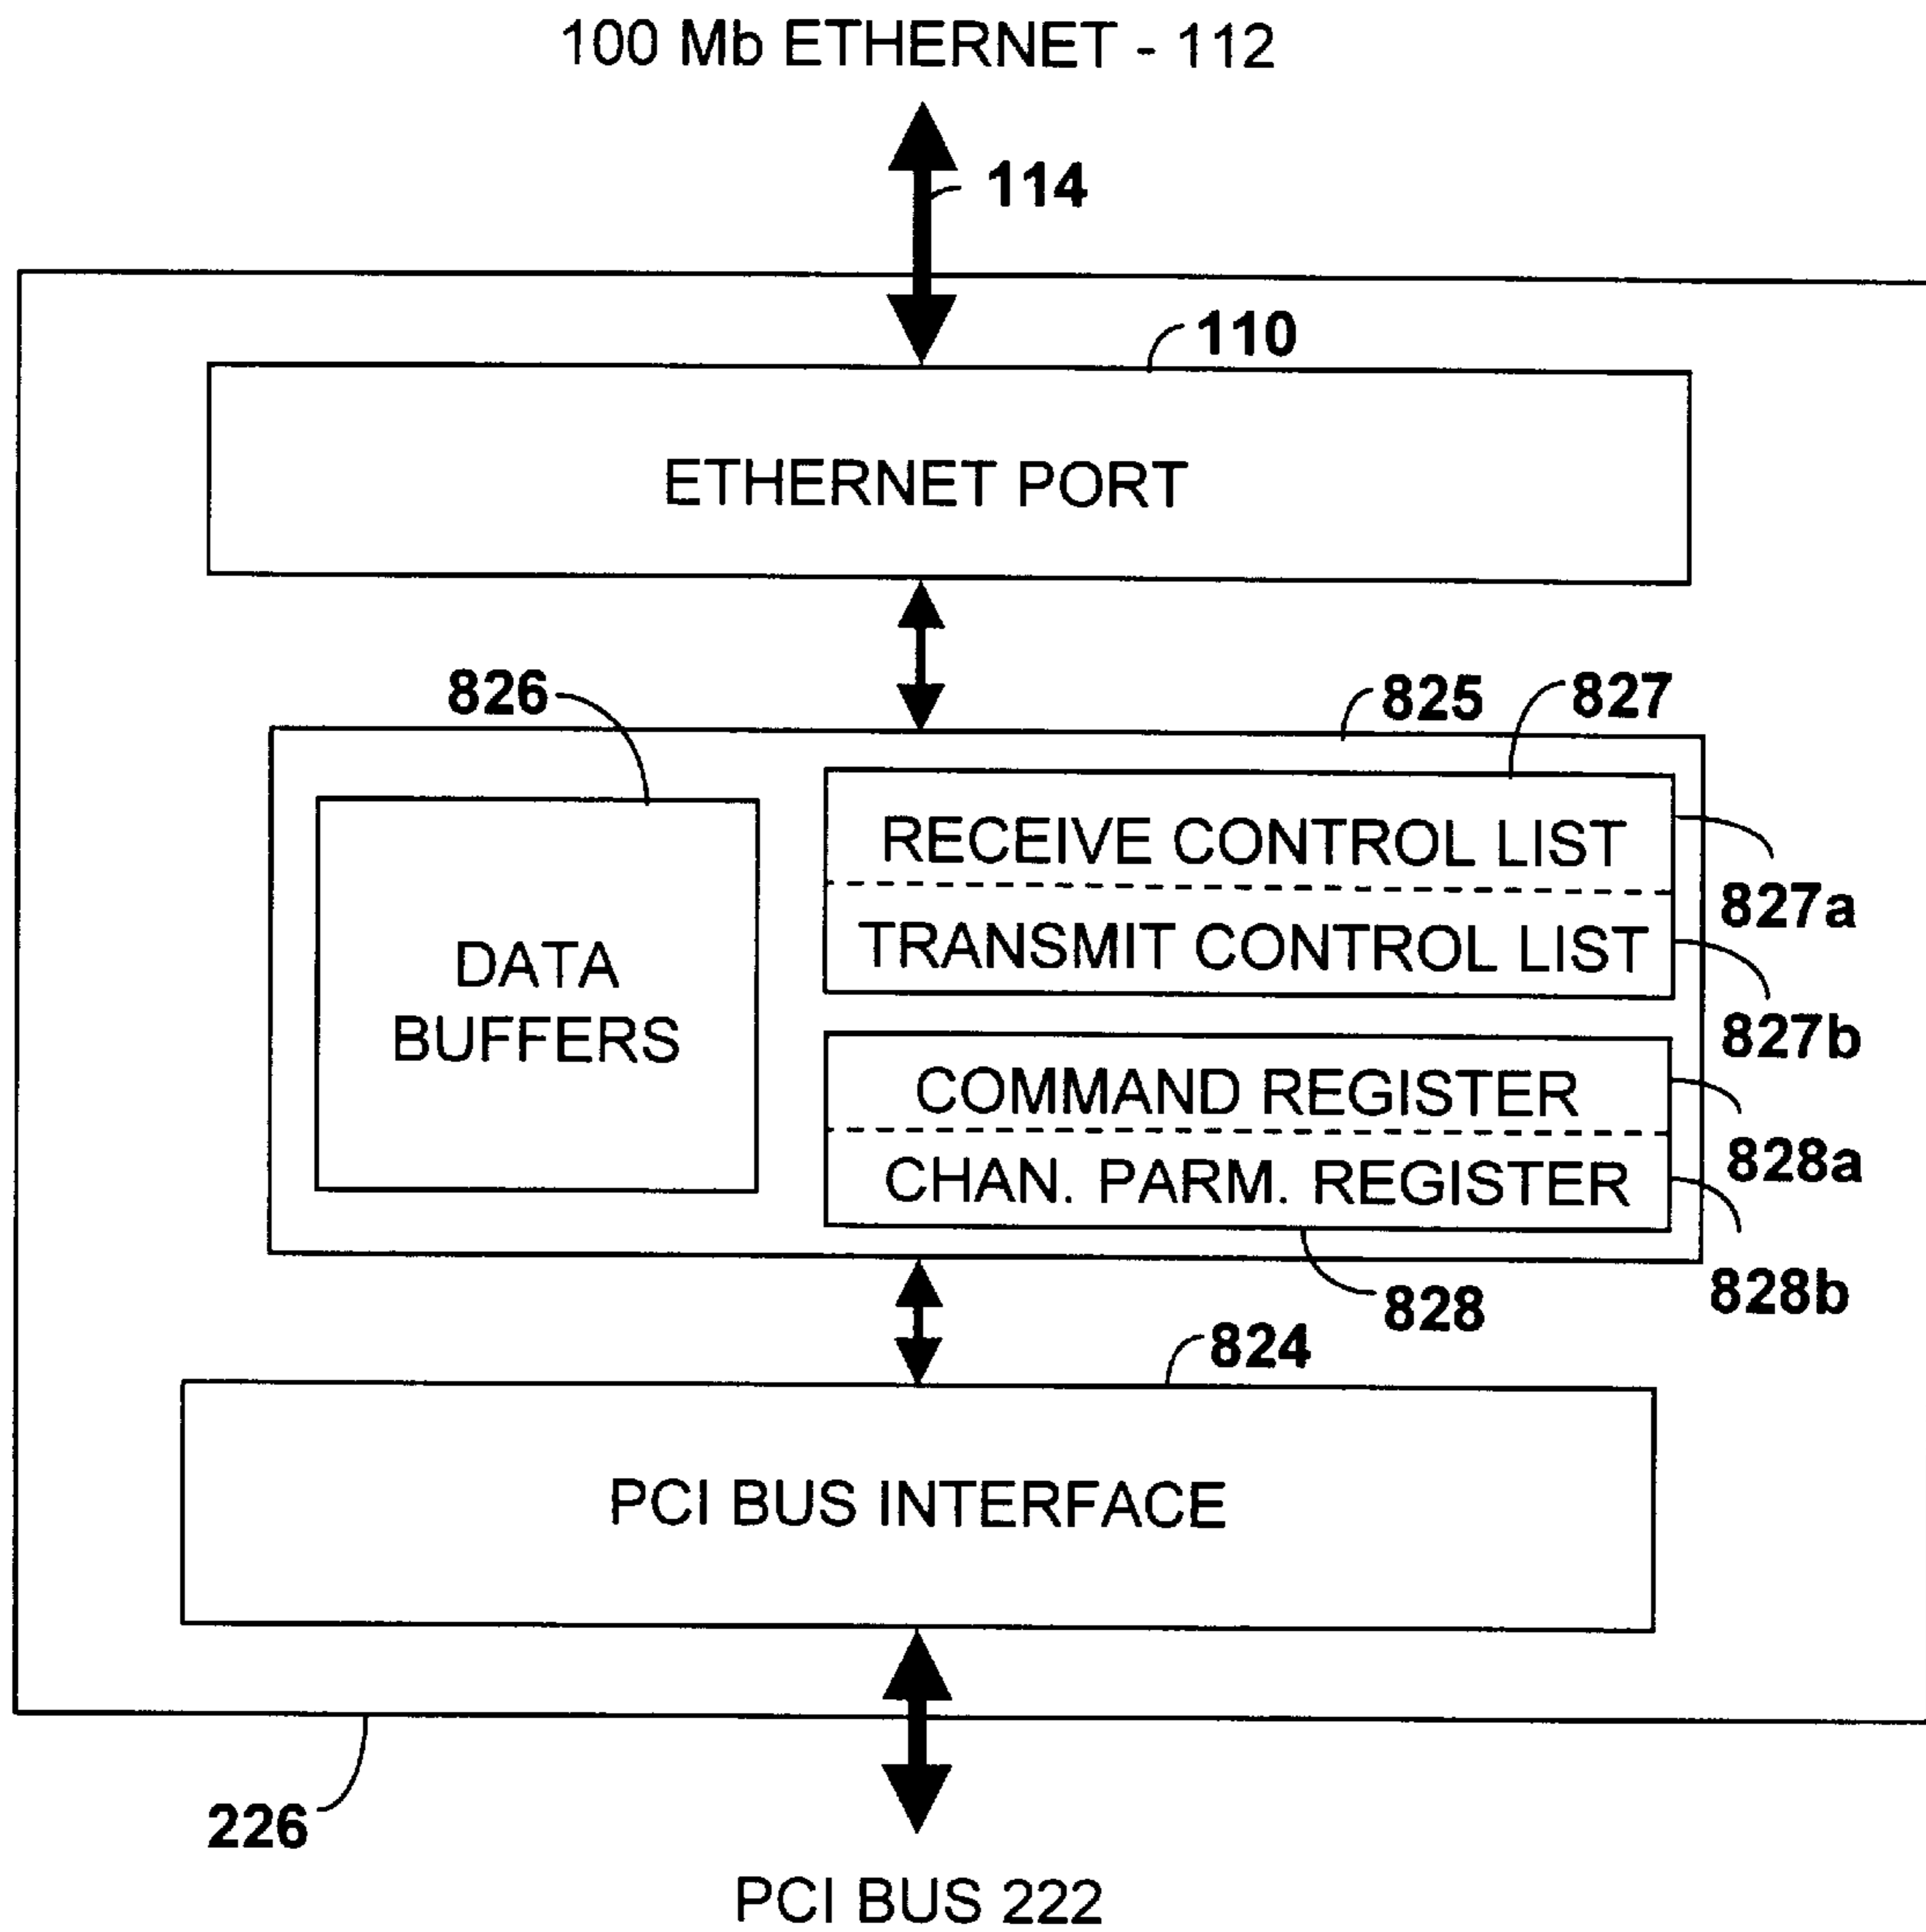 100 Mb ETHERNET - 112
114
110
ETHERNET PORT
826
825
827
RECEIVE CONTROL LIST
827a
TRANSMIT CONTROL LIST
827b
DATA
BUFFERS
COMMAND REGISTER
828a
CHAN. PARM. REGISTER
828b
828
824
PCI BUS INTERFACE
226
PCI BUS 222